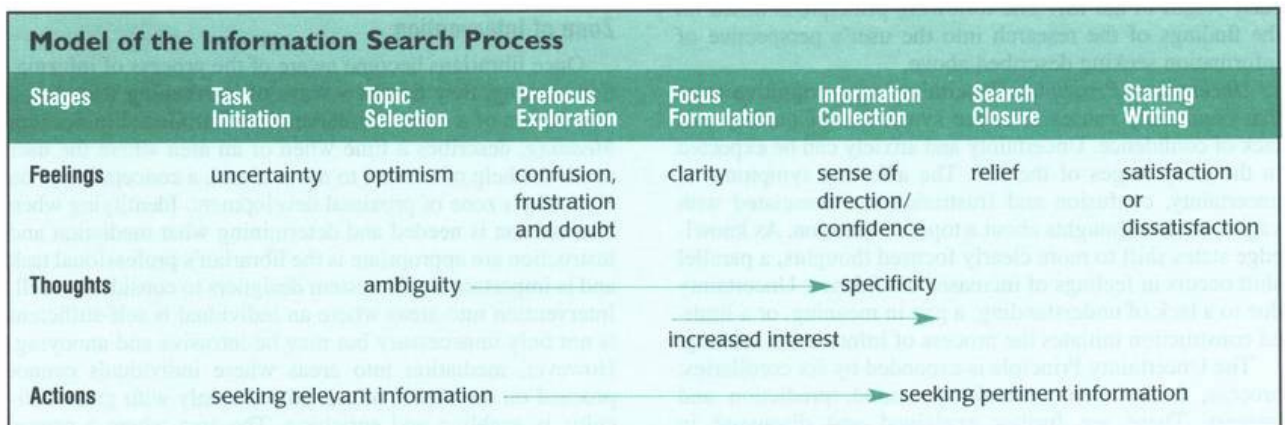 Model of the Information Search Process
Stages Task Initiation Topic Selection Prefocus Exploration Focus Formulation Information Collection Search Closure Starting Writing
Feelings uncertainty optimism confusion, frustration and doubt clarity sense of direction/ confidence relief satisfaction or dissatisfaction
Thoughts ambiguity specificity
increased interest
Actions seeking relevant information seeking pertinent information